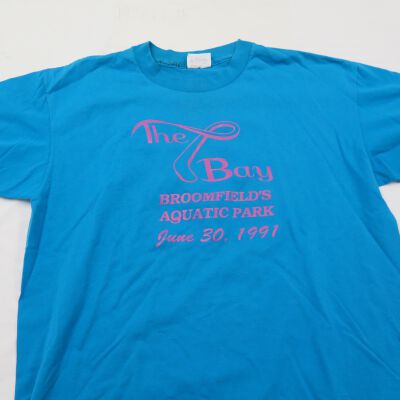 The
Bay
BROOMFIELD'S
AQUATIC PARK
June 30, 1991